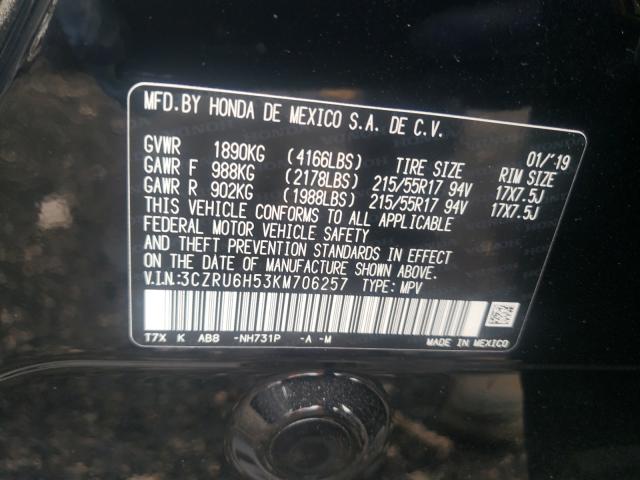 MFD.BY HONDA DE MEXICO S.A. DE C.V.
01/'19
GVWR 1890KG (4166LBS) TIRE SIZE RIM SIZE
GAWR F 988KG (2178LBS) 215/55R17 94V 17X7.5J
GAWR R 902KG (1988LBS) 215/55R17 94V 17X7.5J
THIS VEHICLE CONFORMS TO ALL APPLICABLE
FEDERAL MOTOR VEHICLE SAFETY
AND THEFT PREVENTION STANDARDS IN EFFECT
ON THE DATE OF MANUFACTURE SHOWN ABOVE.
V.I.N:3CZRU6H53KM706257 TYPE: MPV
T7X K AB8 -NH731P -A -M MADE IN MEXICO